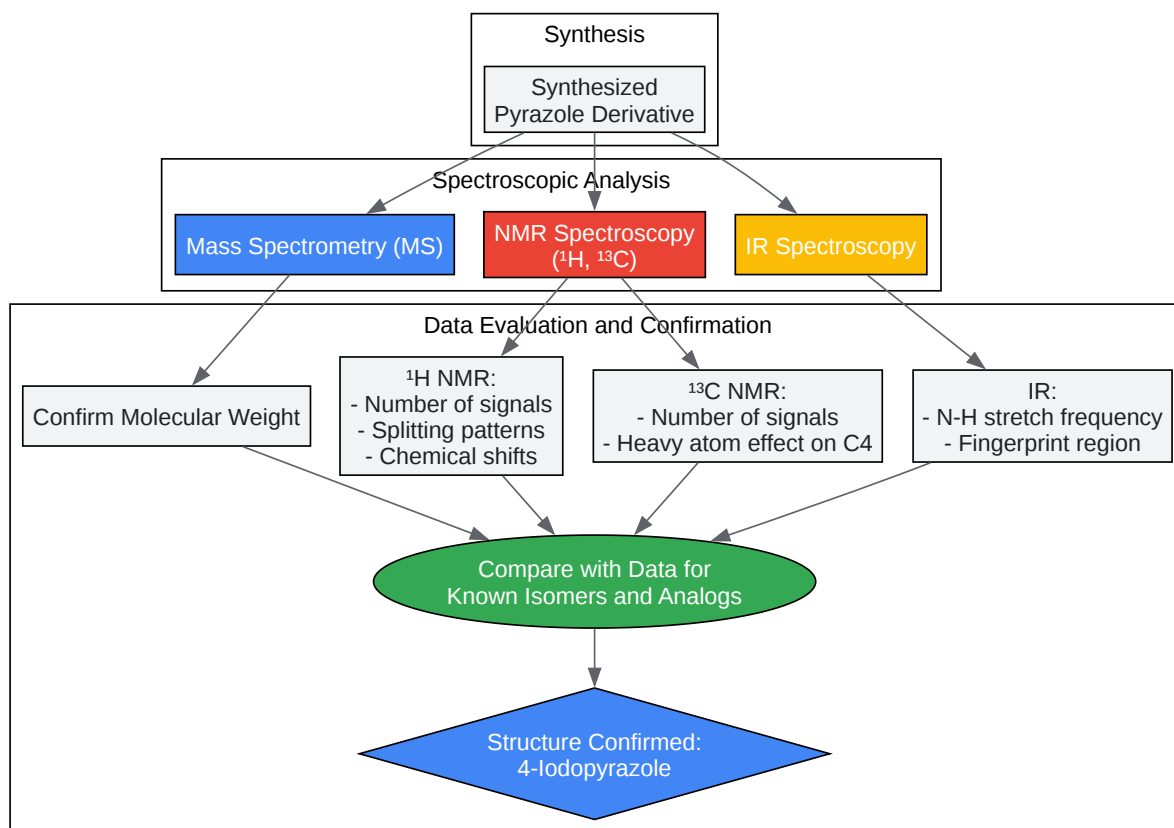 Synthesis
Synthesized
Pyrazole Derivative
Spectroscopic Analysis
Mass Spectrometry (MS)
NMR Spectroscopy
(¹H, ¹³C)
IR Spectroscopy
Data Evaluation and Confirmation
Confirm Molecular Weight
¹H NMR:
- Number of signals
- Splitting patterns
- Chemical shifts
¹³C NMR:
- Number of signals
- Heavy atom effect on C4
IR:
- N-H stretch frequency
- Fingerprint region
Compare with Data for
Known Isomers and Analogs
Structure Confirmed:
4-Iodopyrazole